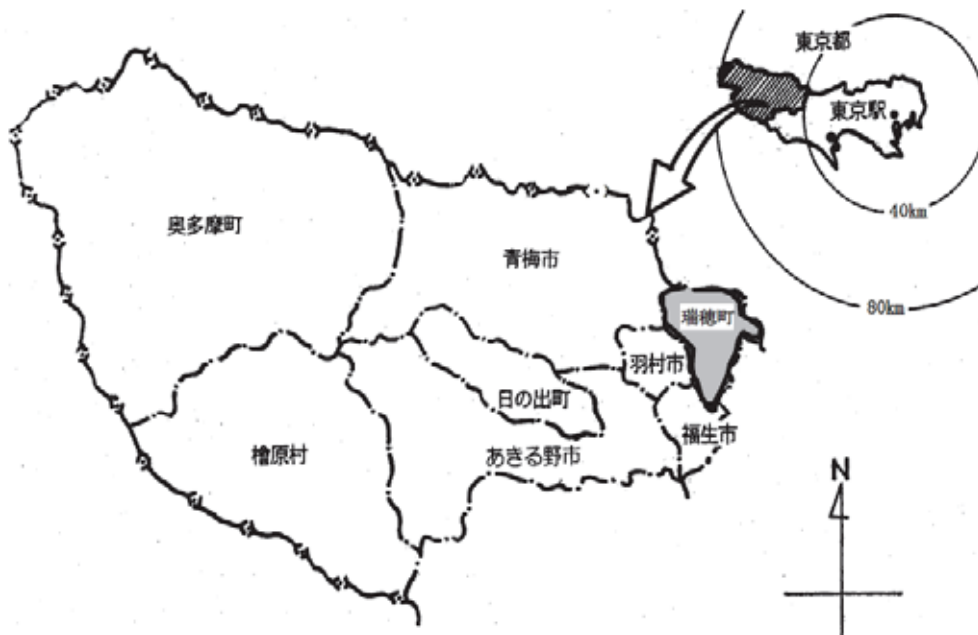 東京都
東京駅
40km
80km
奥多摩町
青梅市
瑞穂町
羽村市
日の出町
福生市
あきる野市
檜原村
N